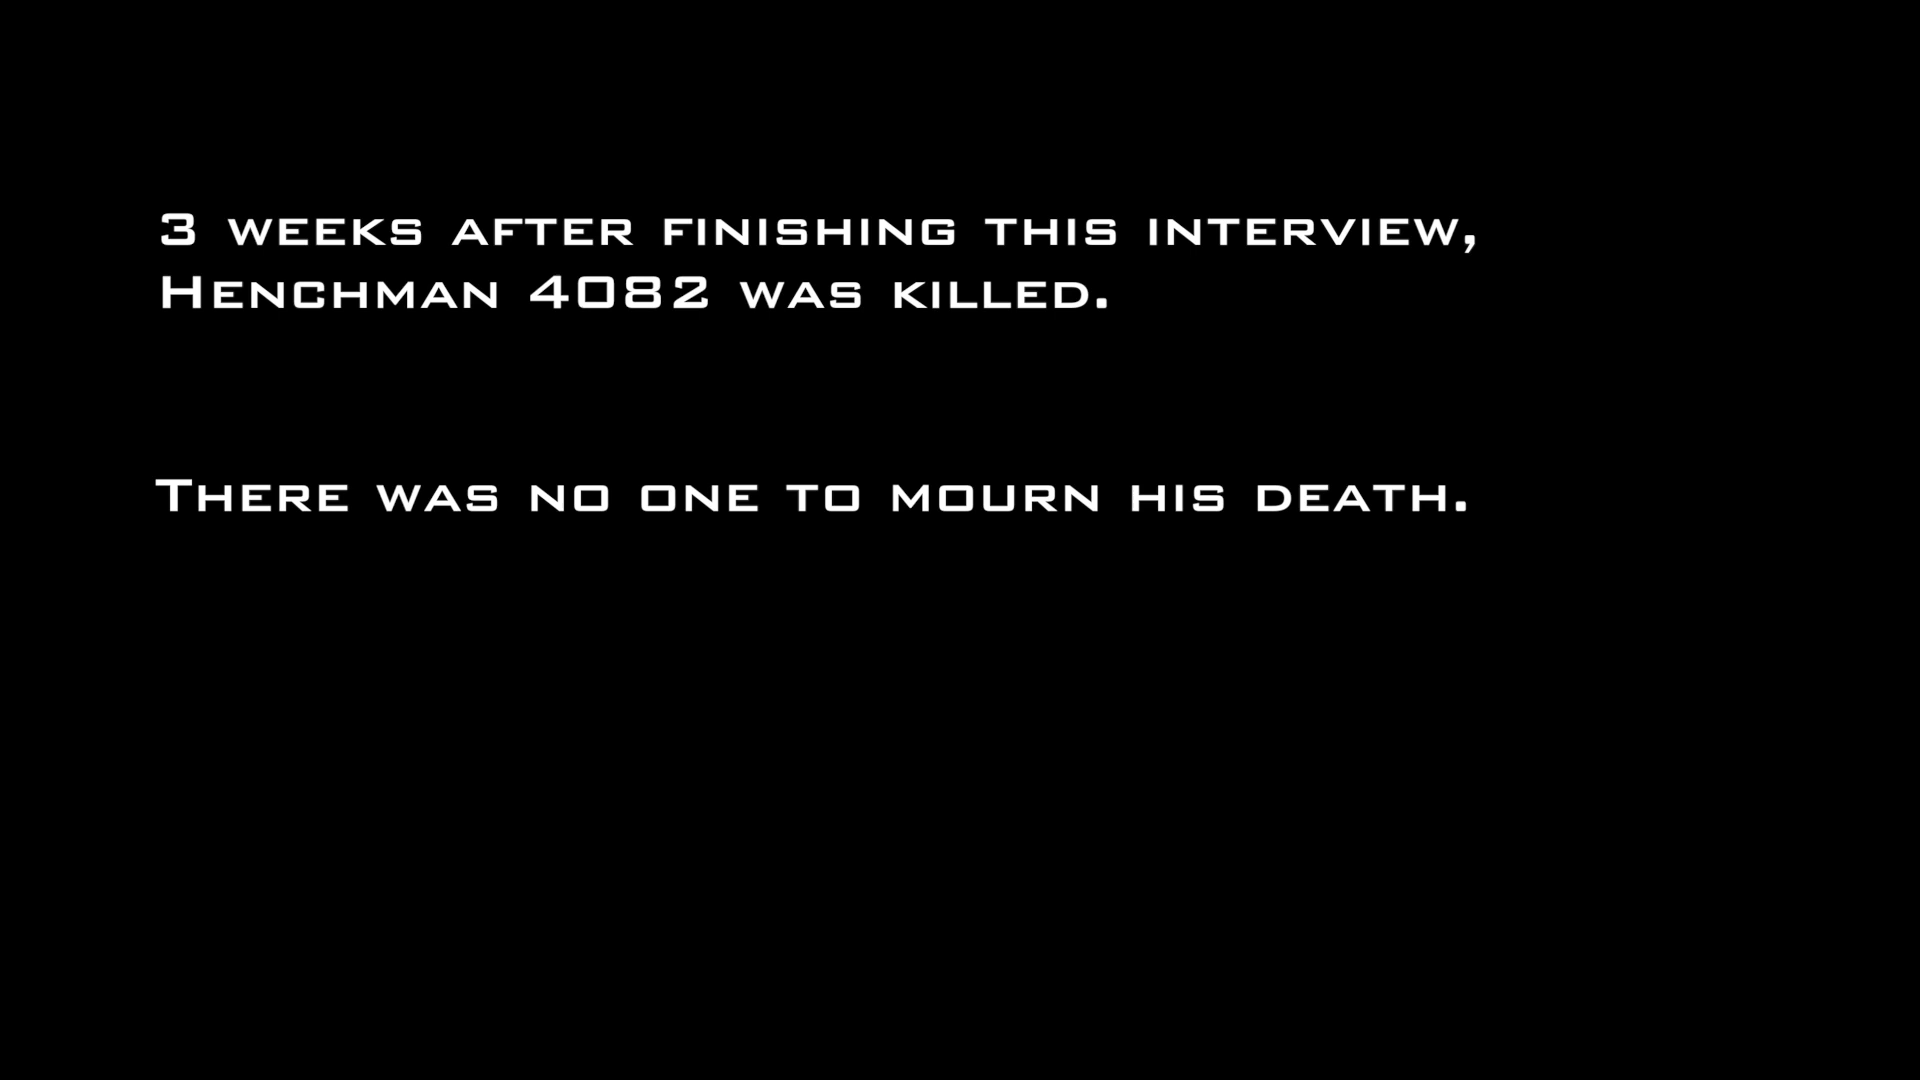 3 weeks after finishing this interview,
Henchman 4082 was killed.
There was no one to mourn his death.